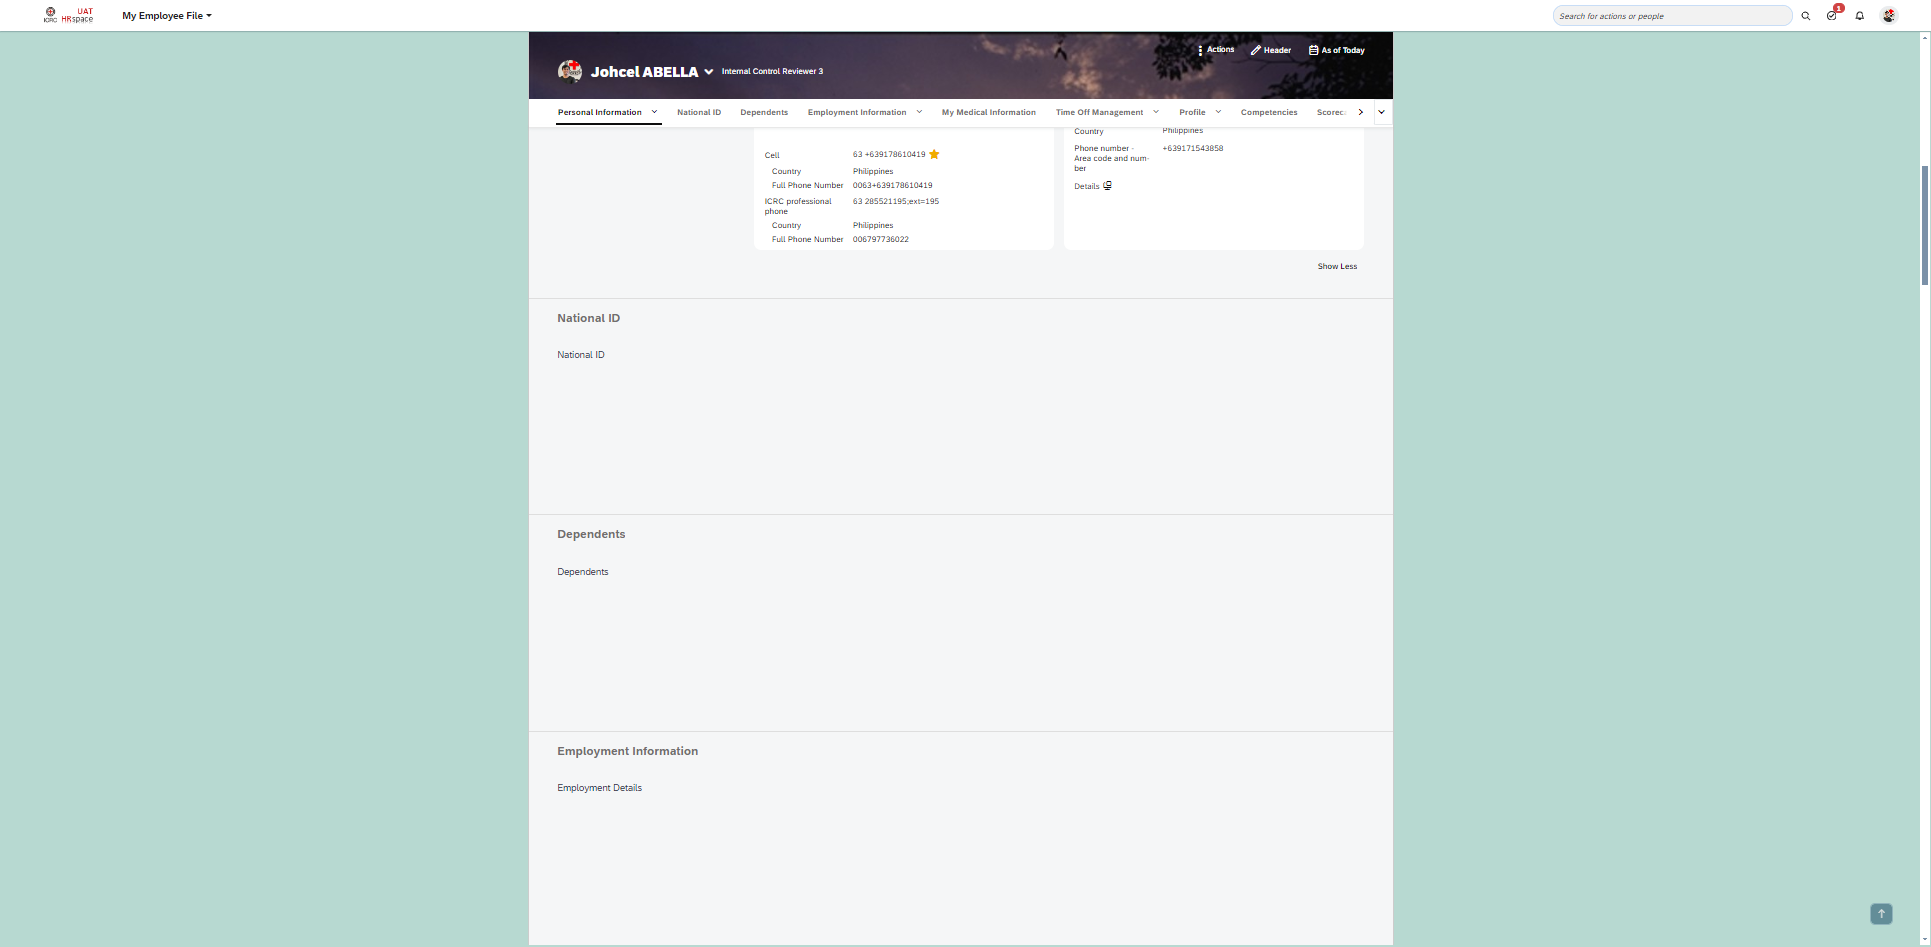 ICRC
UAT
HRspace
My Employee File
Search for actions or people
1
Actions
Header
As of Today
Johcel ABELLA
Internal Control Reviewer 3
Personal Information
National ID
Dependents
Employment Information
My Medical Information
Time Off Management
Profile
Competencies
Scorec
Cell
63 +639178610419
Country
Philippines
Full Phone Number
0063+639178610419
ICRC professional
phone
63 285521195;ext=195
Country
Philippines
Full Phone Number
006797736022
Country
Philippines
Phone number -
Area code and num-
ber
+639171543858
Details
Show Less
National ID
National ID
Dependents
Dependents
Employment Information
Employment Details